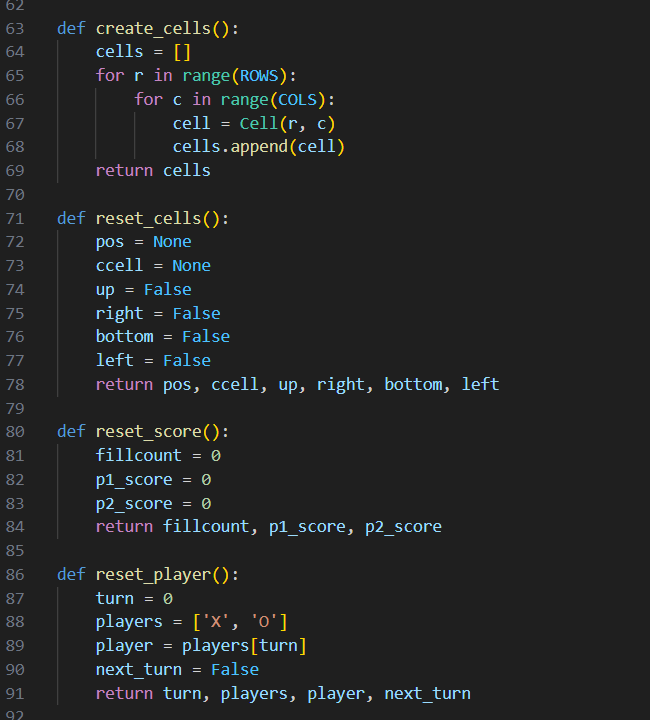 62
63 def create_cells():
64     cells = []
65     for r in range(ROWS):
66         for c in range(COLS):
67             cell = Cell(r, c)
68             cells.append(cell)
69     return cells
70
71 def reset_cells():
72     pos = None
73     ccell = None
74     up = False
75     right = False
76     bottom = False
77     left = False
78     return pos, ccell, up, right, bottom, left
79
80 def reset_score():
81     fillcount = 0
82     p1_score = 0
83     p2_score = 0
84     return fillcount, p1_score, p2_score
85
86 def reset_player():
87     turn = 0
88     players = ['X', 'O']
89     player = players[turn]
90     next_turn = False
91     return turn, players, player, next_turn
92